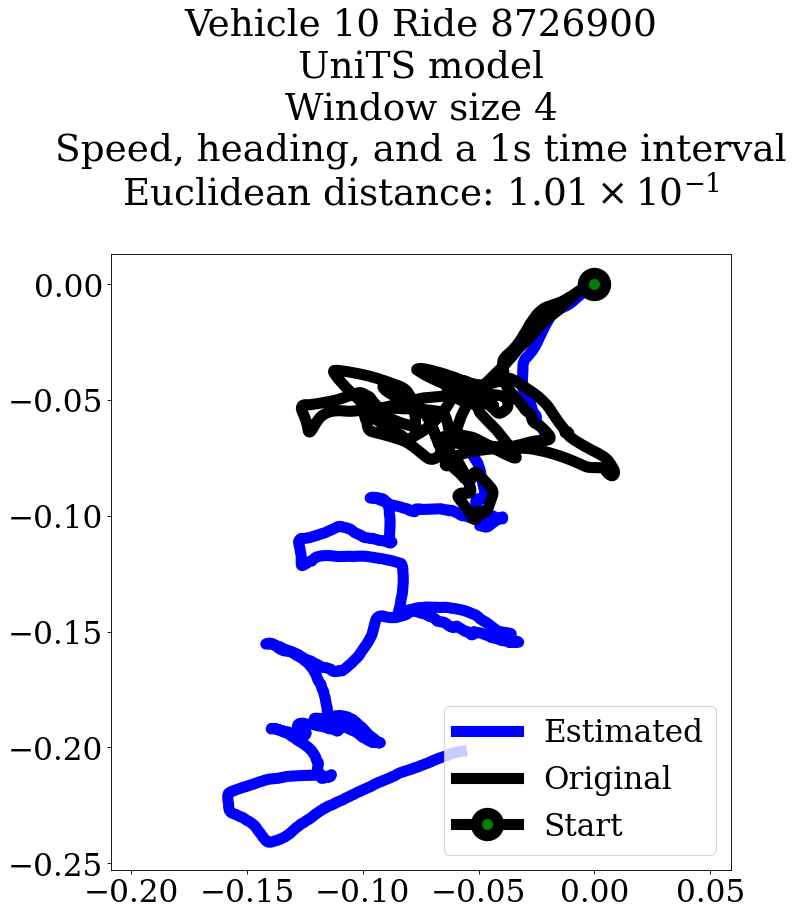 Vehicle 10 Ride 8726900
UniTS model
Window size 4
Speed, heading, and a 1s time interval
Euclidean distance: 1.01 × 10⁻¹
0.00
−0.05
−0.10
−0.15
−0.20
−0.25
Estimated
Original
Start
−0.20 −0.15 −0.10 −0.05 0.00 0.05